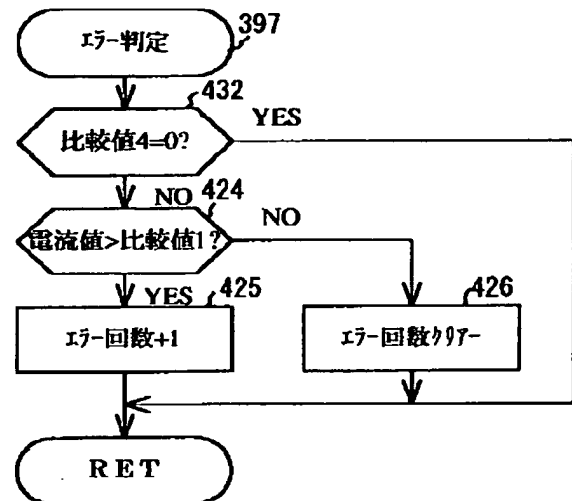 ｴﾗｰ判定
397
432
比較値4=0?
YES
NO
424
電流値>比較値1?
NO
YES
425
ｴﾗｰ回数+1
426
ｴﾗｰ回数ｸﾘｱｰ
RET